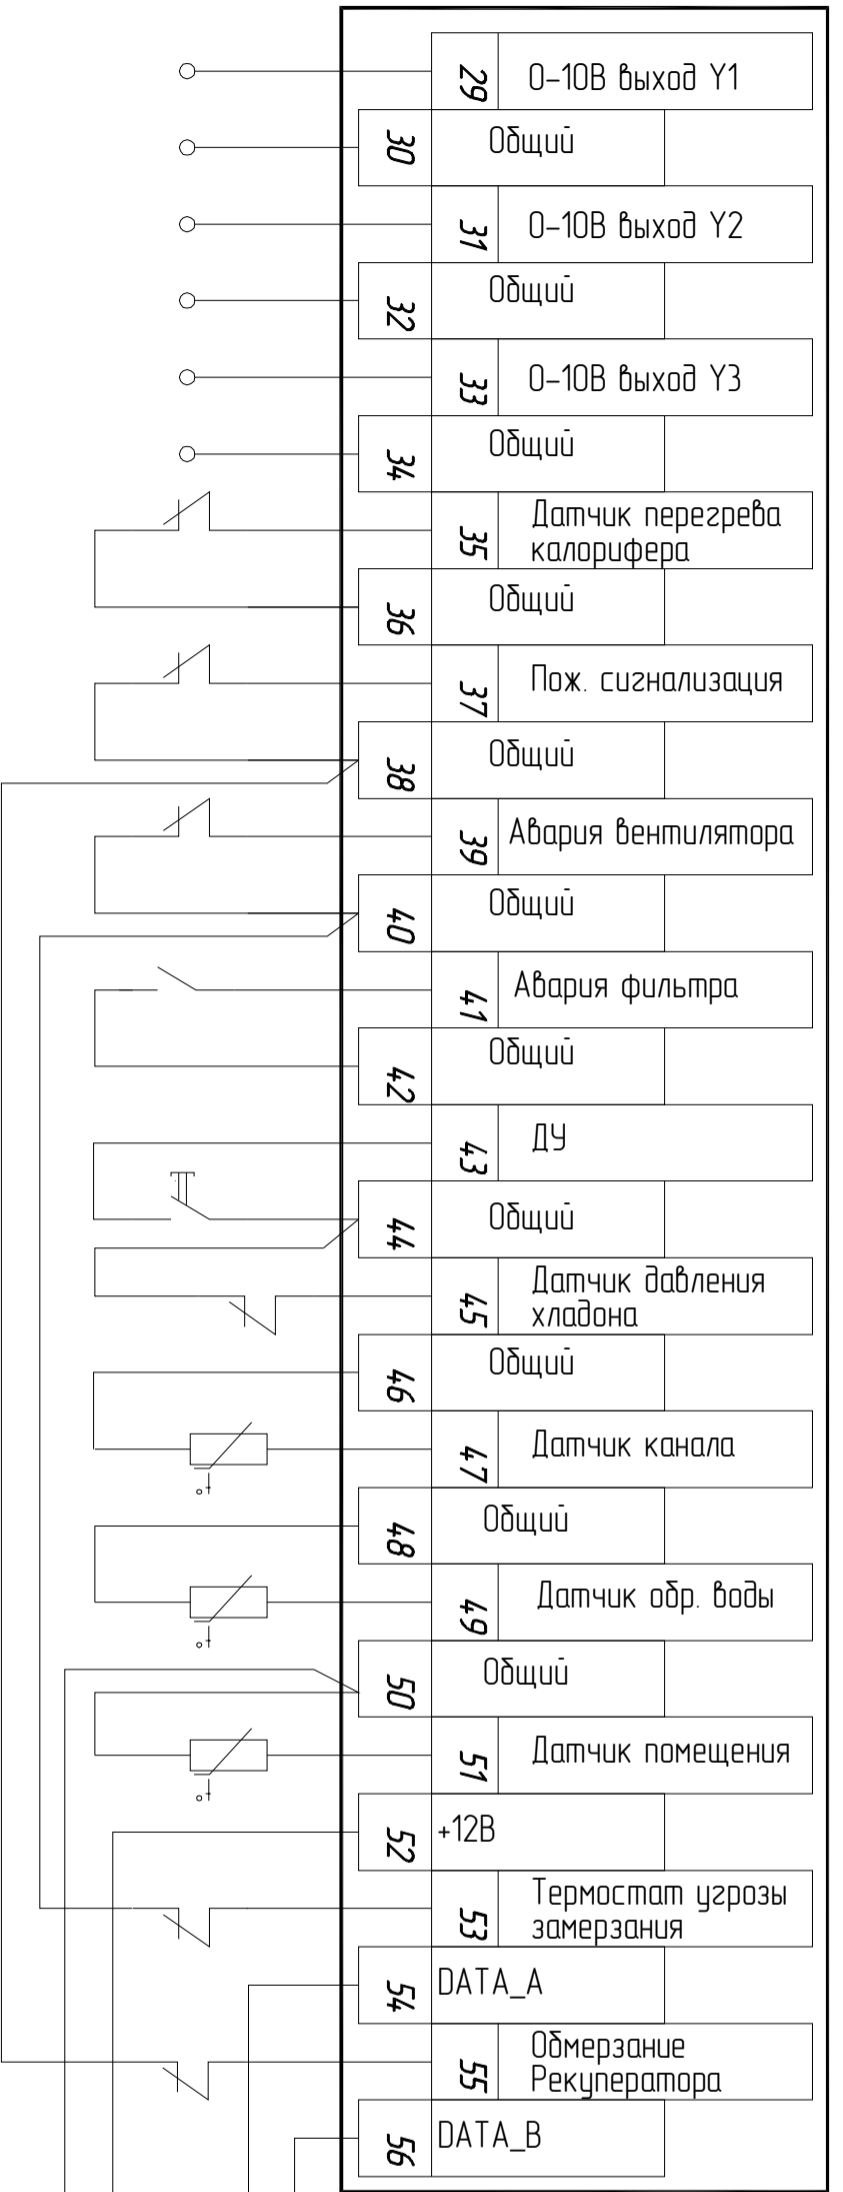 29 0-10В выход Y1
30 Общий
31 0-10В выход Y2
32 Общий
33 0-10В выход Y3
34 Общий
35 Датчик перегрева
калорифера
36 Общий
37 Пож. сигнализация
38 Общий
39 Авария вентилятора
40 Общий
41 Авария фильтра
42 Общий
43 ДУ
44 Общий
45 Датчик давления
хладона
46 Общий
47 Датчик канала
t°
48 Общий
49 Датчик обр. воды
t°
50 Общий
51 Датчик помещения
t°
52 +12В
53 Термостат угрозы
замерзания
54 DATA_A
55 Обмерзание
Рекуператора
56 DATA_B